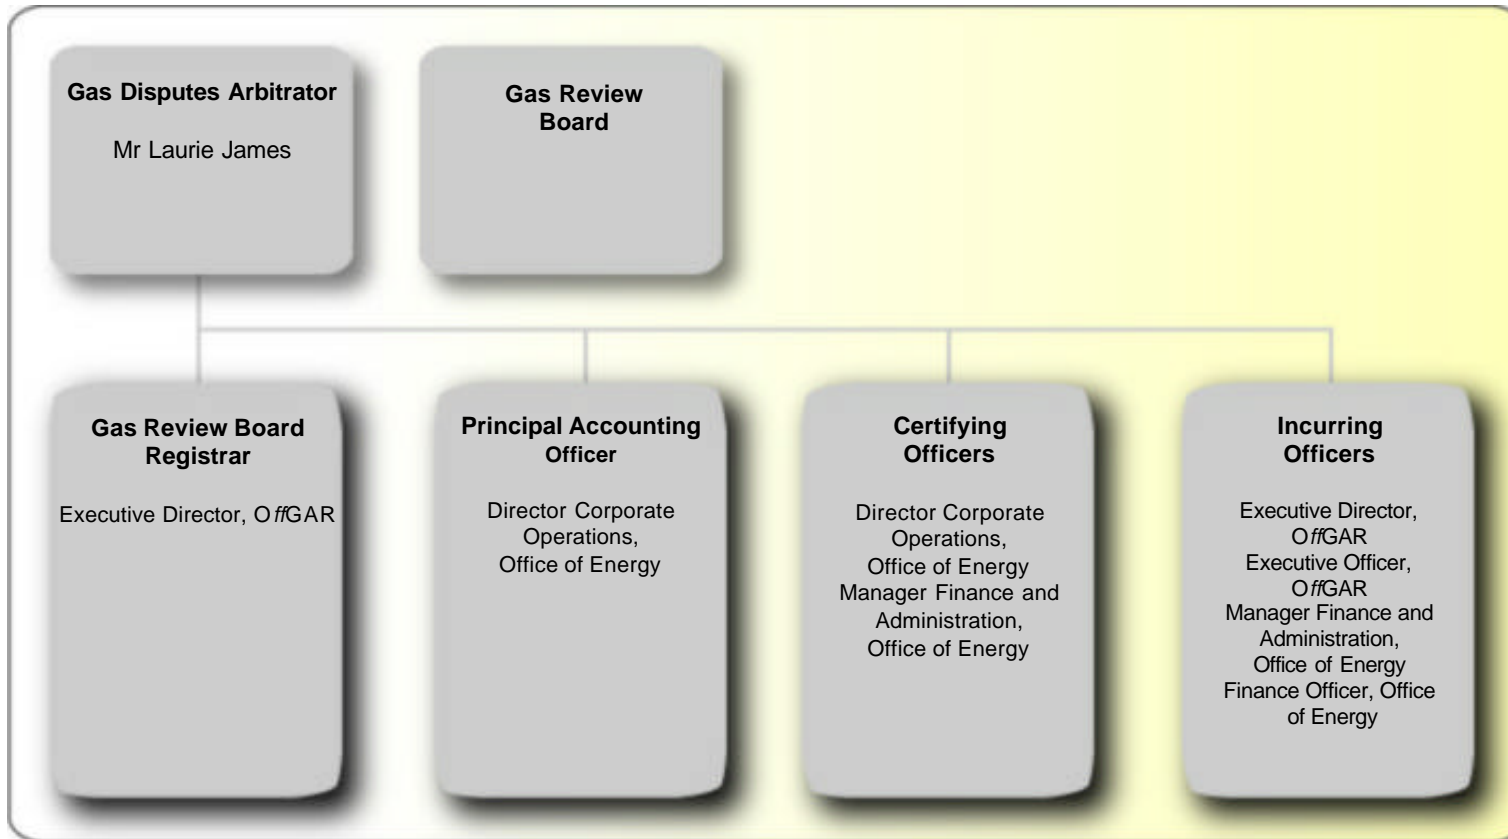 Gas Disputes Arbitrator
Mr Laurie James
Gas Review
Board
Gas Review Board
Registrar
Executive Director, OffGAR
Principal Accounting
Officer
Director Corporate
Operations,
Office of Energy
Certifying
Officers
Director Corporate
Operations,
Office of Energy
Manager Finance and
Administration,
Office of Energy
Incurring
Officers
Executive Director,
OffGAR
Executive Officer,
OffGAR
Manager Finance and
Administration,
Office of Energy
Finance Officer, Office
of Energy